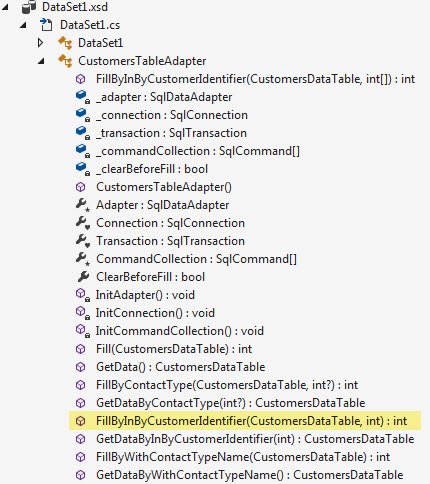 DataSet1.xsd
DataSet1.cs
DataSet1
CustomersTableAdapter
FillByInByCustomerIdentifier(CustomersDataTable, int[]) : int
_adapter : SqlDataAdapter
_connection : SqlConnection
_transaction : SqlTransaction
_commandCollection : SqlCommand[]
_clearBeforeFill : bool
CustomersTableAdapter()
Adapter : SqlDataAdapter
Connection : SqlConnection
Transaction : SqlTransaction
CommandCollection : SqlCommand[]
ClearBeforeFill : bool
InitAdapter() : void
InitConnection() : void
InitCommandCollection() : void
Fill(CustomersDataTable) : int
GetData() : CustomersDataTable
FillByContactType(CustomersDataTable, int?) : int
GetDataByContactType(int?) : CustomersDataTable
FillByInByCustomerIdentifier(CustomersDataTable, int) : int
GetDataByInByCustomerIdentifier(int) : CustomersDataTable
FillByWithContactTypeName(CustomersDataTable) : int
GetDataByWithContactTypeName() : CustomersDataTable